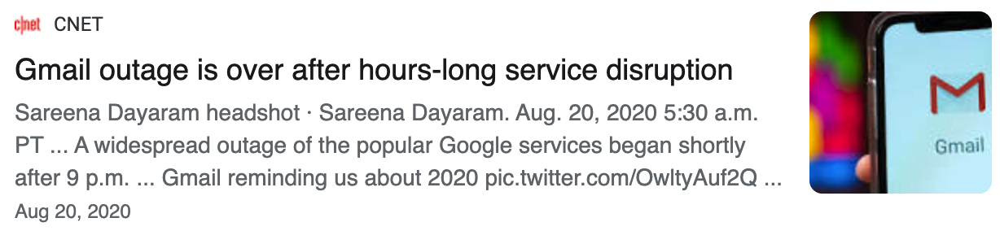 c|net CNET
Gmail outage is over after hours-long service disruption
Sareena Dayaram headshot · Sareena Dayaram. Aug. 20, 2020 5:30 a.m.
PT ... A widespread outage of the popular Google services began shortly
after 9 p.m. ... Gmail reminding us about 2020 pic.twitter.com/OwltyAuf2Q ...
Aug 20, 2020
M
Gmail